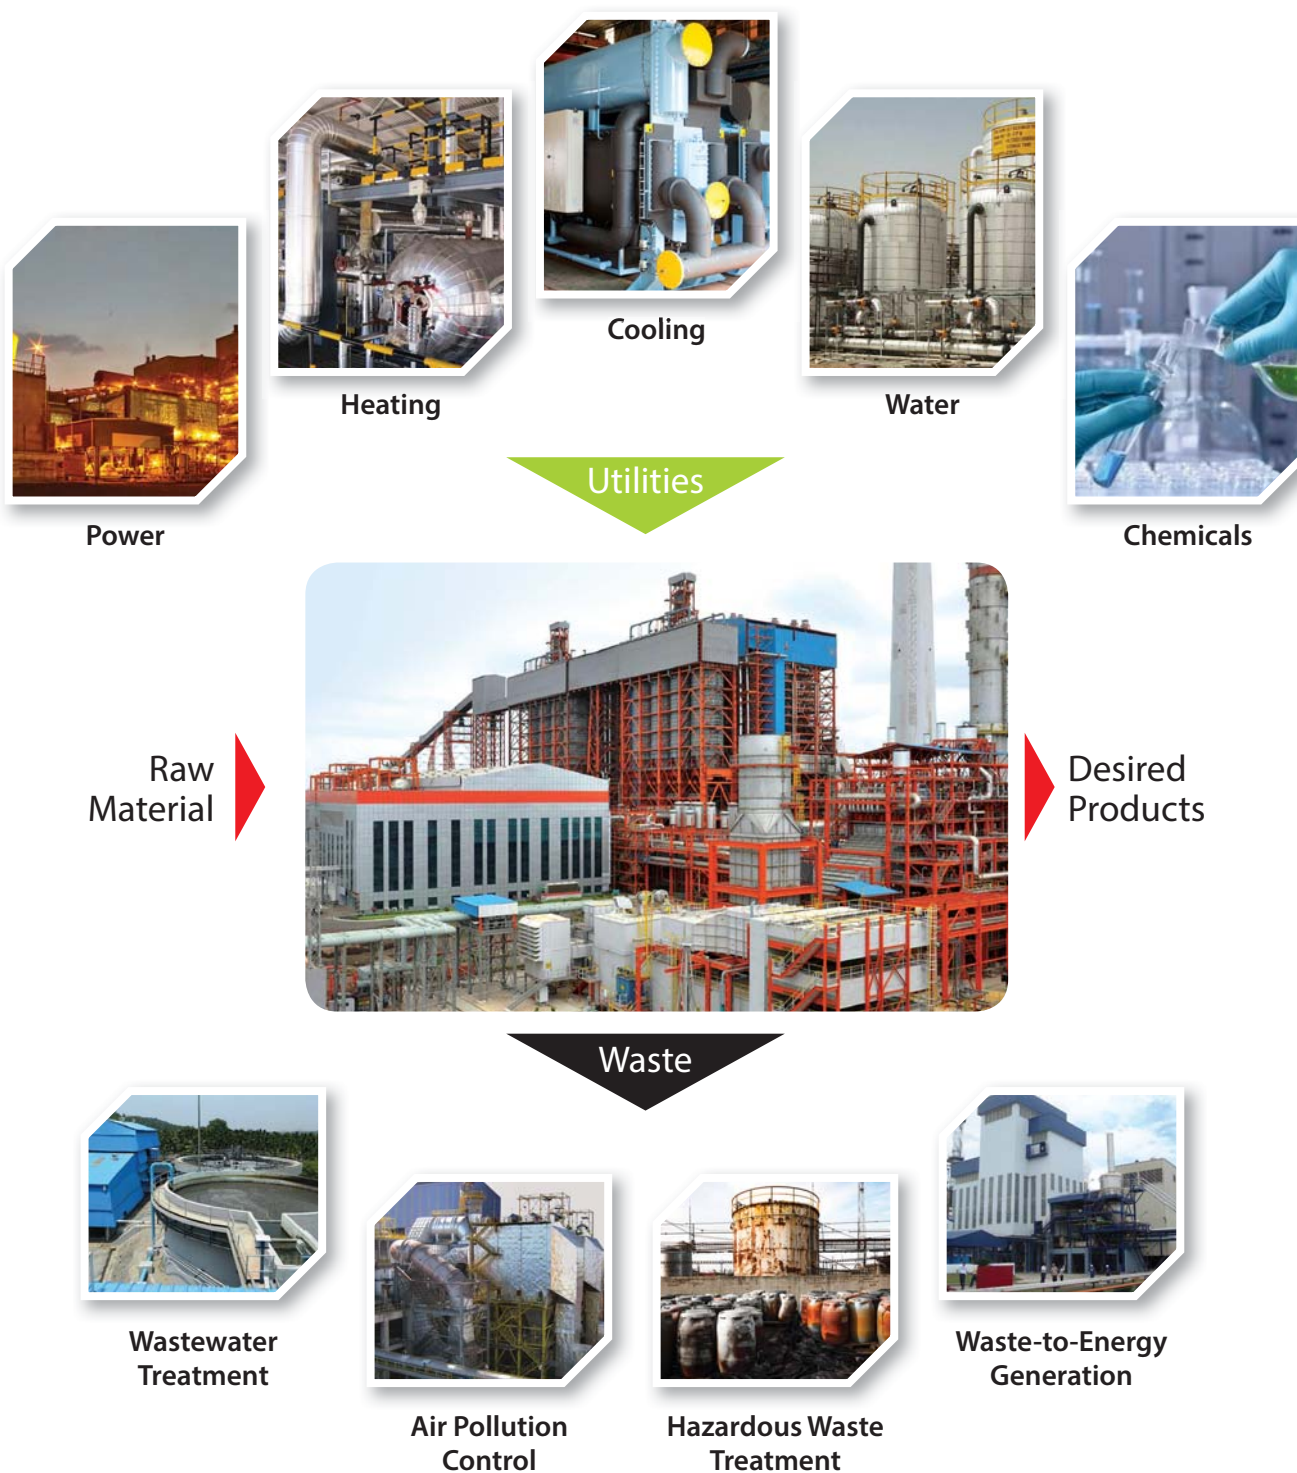 Cooling
Heating
Water
Power
Chemicals
Utilities
Raw
Material
Desired
Products
Waste
Wastewater
Treatment
Air Pollution
Control
Hazardous Waste
Treatment
Waste-to-Energy
Generation